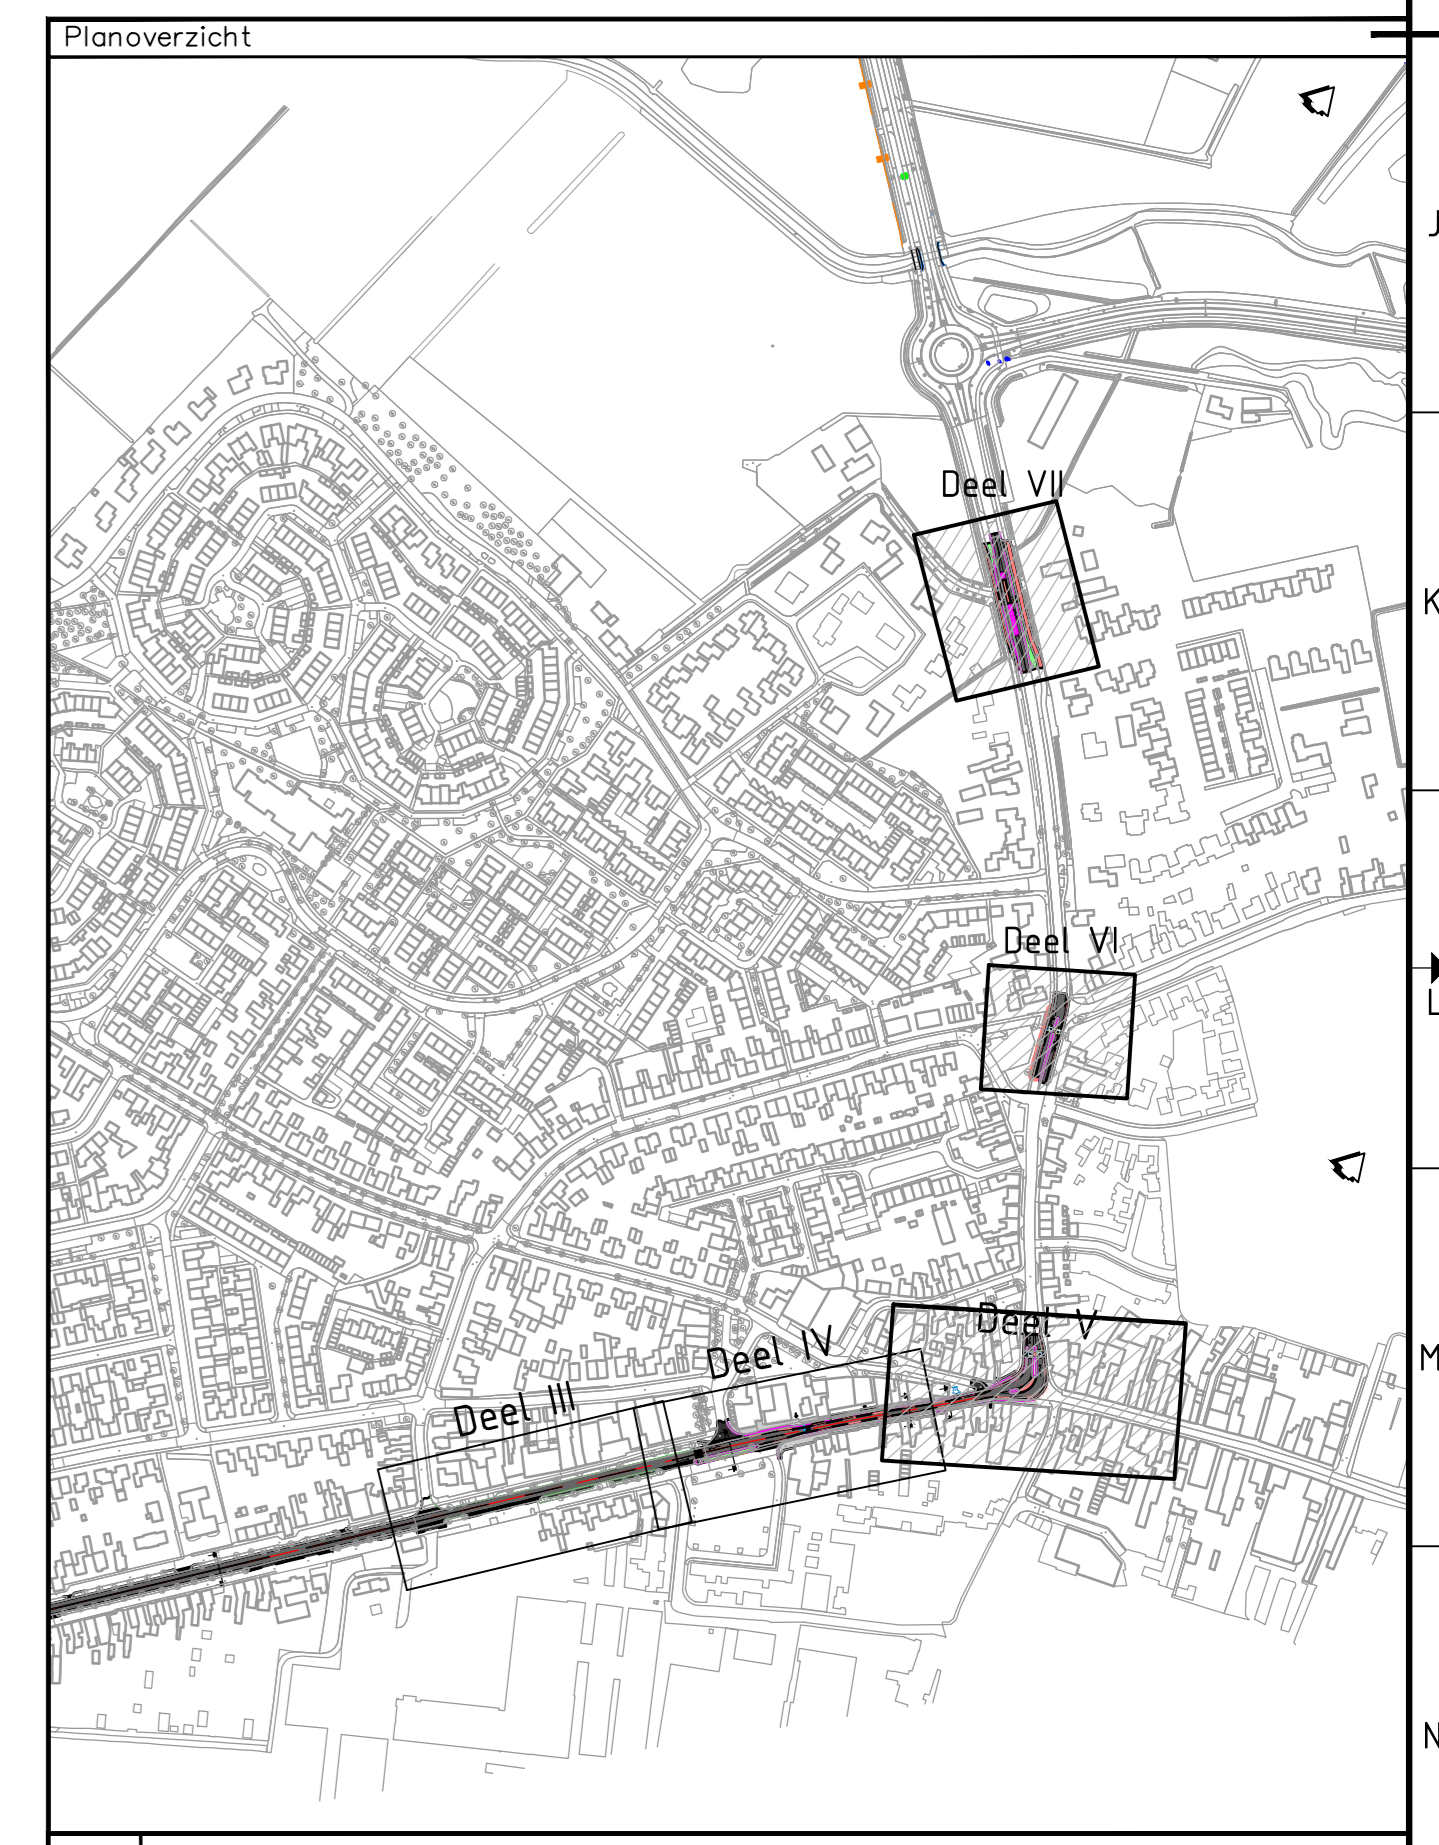 Planoverzicht
J
Deel VII
K
Deel VI
L
Deel V
Deel IV
M
Deel III
N